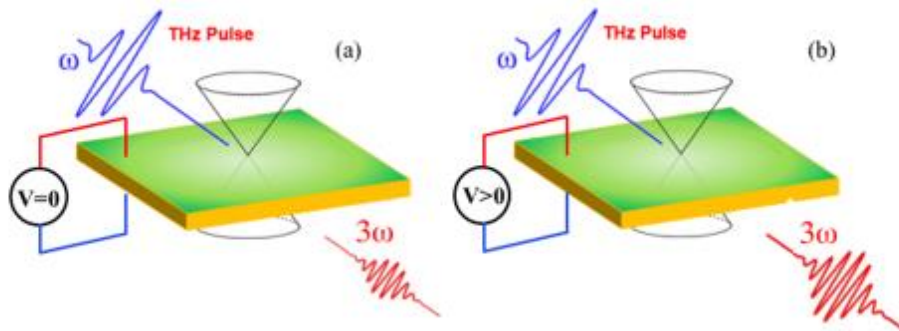 THz Pulse
(a)
ω
V=0
3ω
THz Pulse
(b)
ω
V>0
3ω